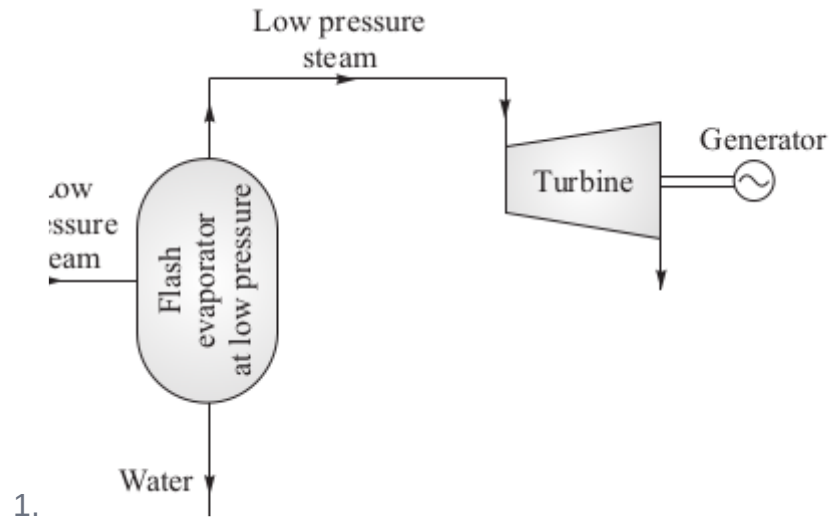 Low pressure
steam
Generator
Turbine
Flash
evaporator
at low pressure
Water
1.